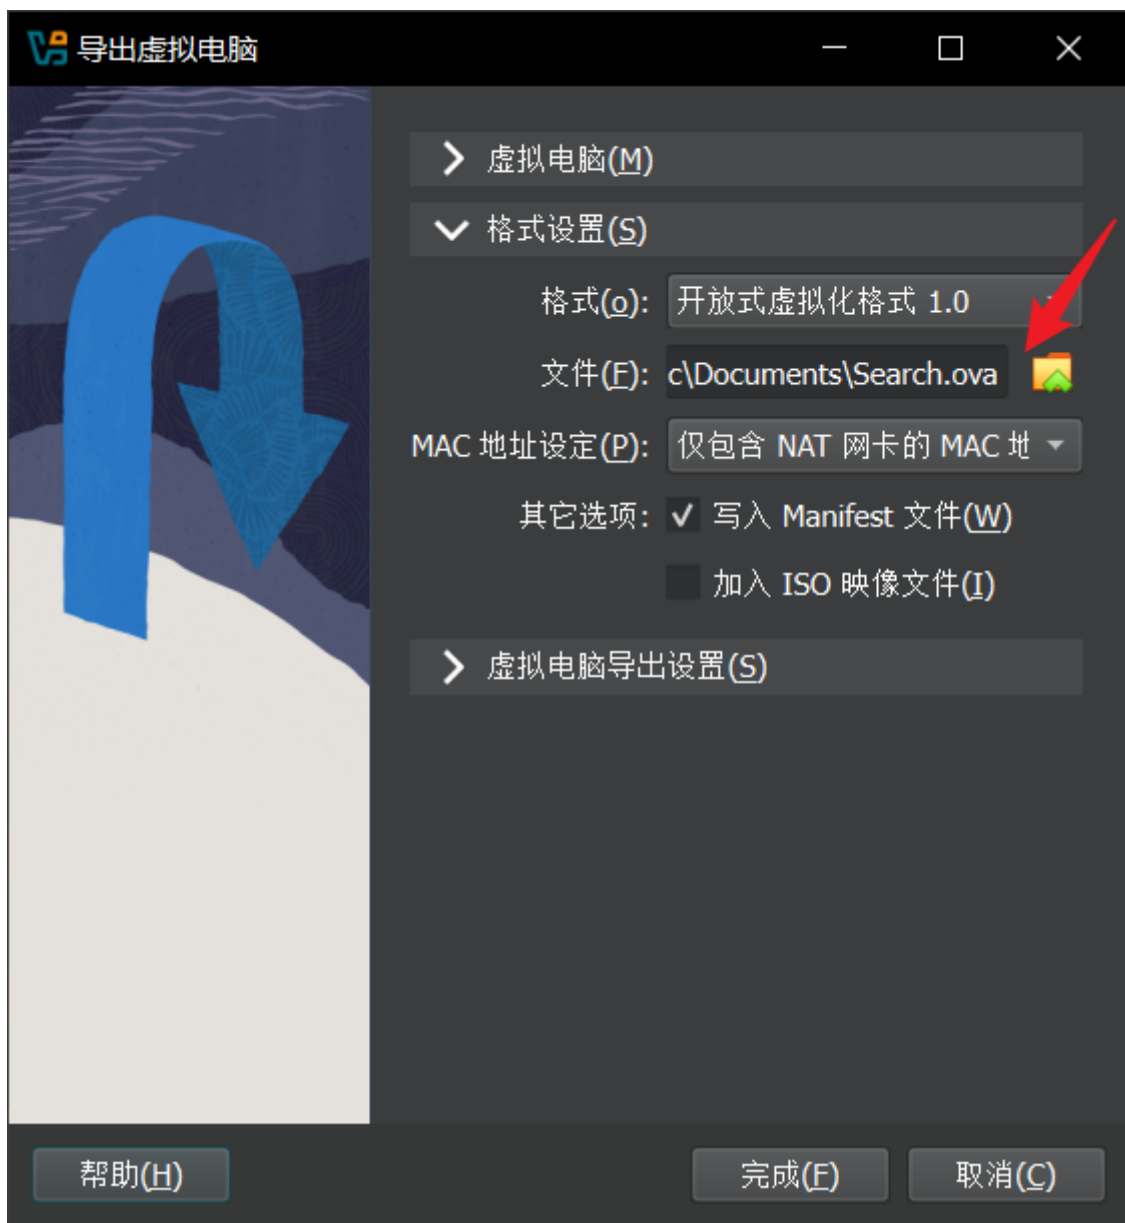 导出虚拟电脑
虚拟电脑(M)
格式设置(S)
格式(o): 开放式虚拟化格式 1.0
文件(F): c\Documents\Search.ova
MAC 地址设定(P): 仅包含 NAT 网卡的 MAC 地
其它选项: 写入 Manifest 文件(W)
加入 ISO 映像文件(I)
虚拟电脑导出设置(S)
帮助(H) 完成(F) 取消(C)